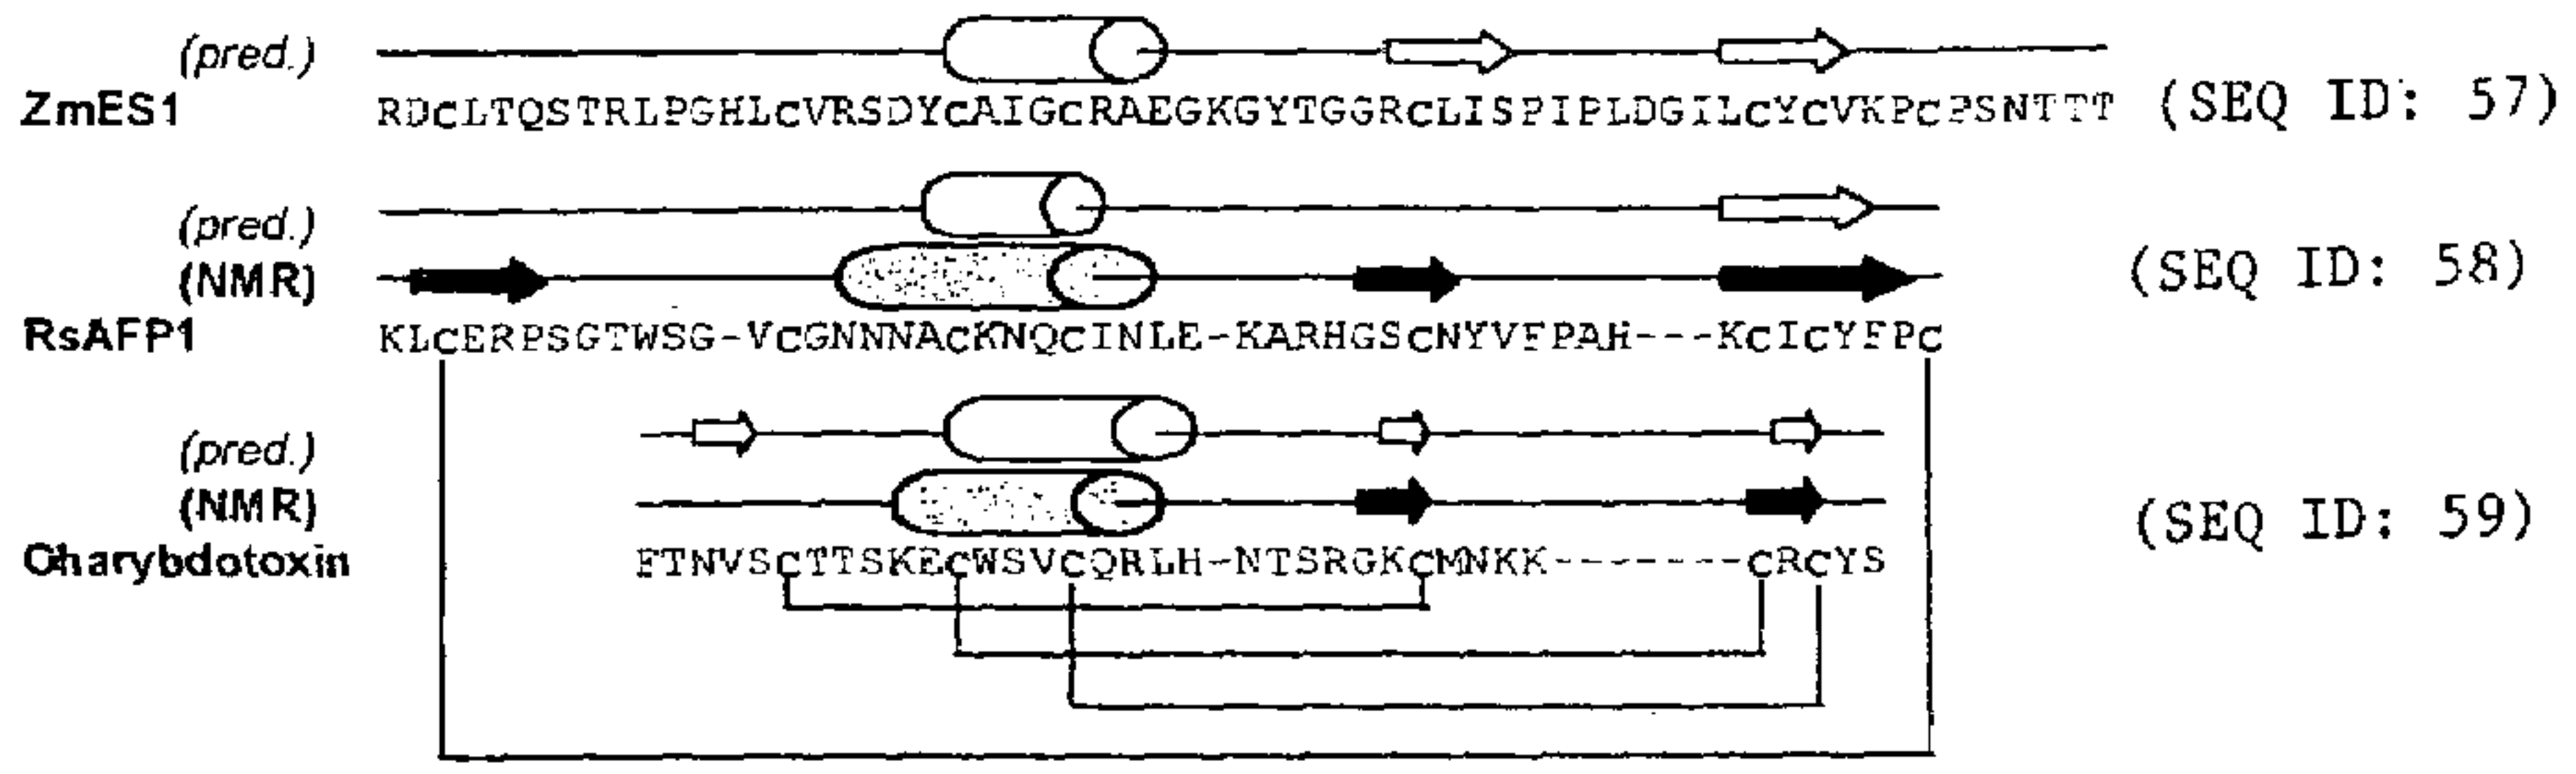 (pred.)
ZmES1 RDCLTQSTRLPGHLCVRSDYCAIGCRAEGKGYTGGRCLISPIPLDGILCYCVKPCPSNTTT (SEQ ID: 57)
(pred.)
(NMR) (SEQ ID: 58)
RsAFP1 KLCERPSGTWSG-VCGNNNACKNQCINLE-KARHGSCNYVFPAH---KCICYFPC
(pred.)
(NMR) (SEQ ID: 59)
Charybdotoxin FTNVSCTTSKECWSVCQRLH-NTSRGKCMNKK-------CRCYS